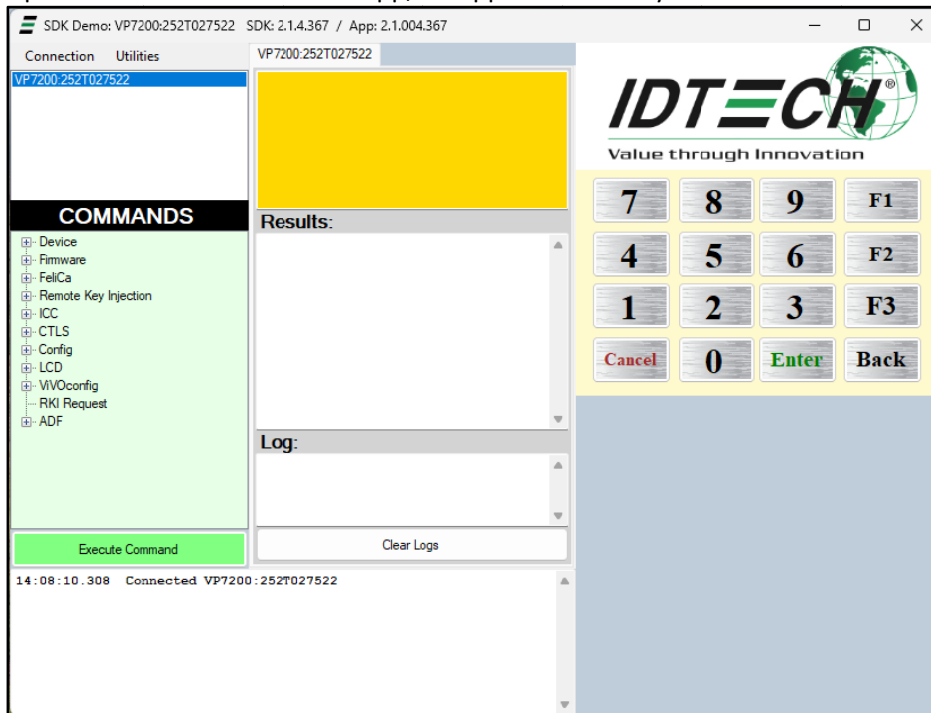 SDK Demo: VP7200:252T027522 SDK: 2.1.4.367 / App: 2.1.004.367
Connection Utilities
VP7200:252T027522
VP7200:252T027522
COMMANDS
Device
Firmware
FeliCa
Remote Key Injection
ICC
CTLS
Config
LCD
ViVOconfig
RKI Request
ADF
Execute Command
Results:
Log:
Clear Logs
14:08:10.308 Connected VP7200:252T027522
IDTECH®
Value through Innovation
7 8 9 F1
4 5 6 F2
1 2 3 F3
Cancel 0 Enter Back